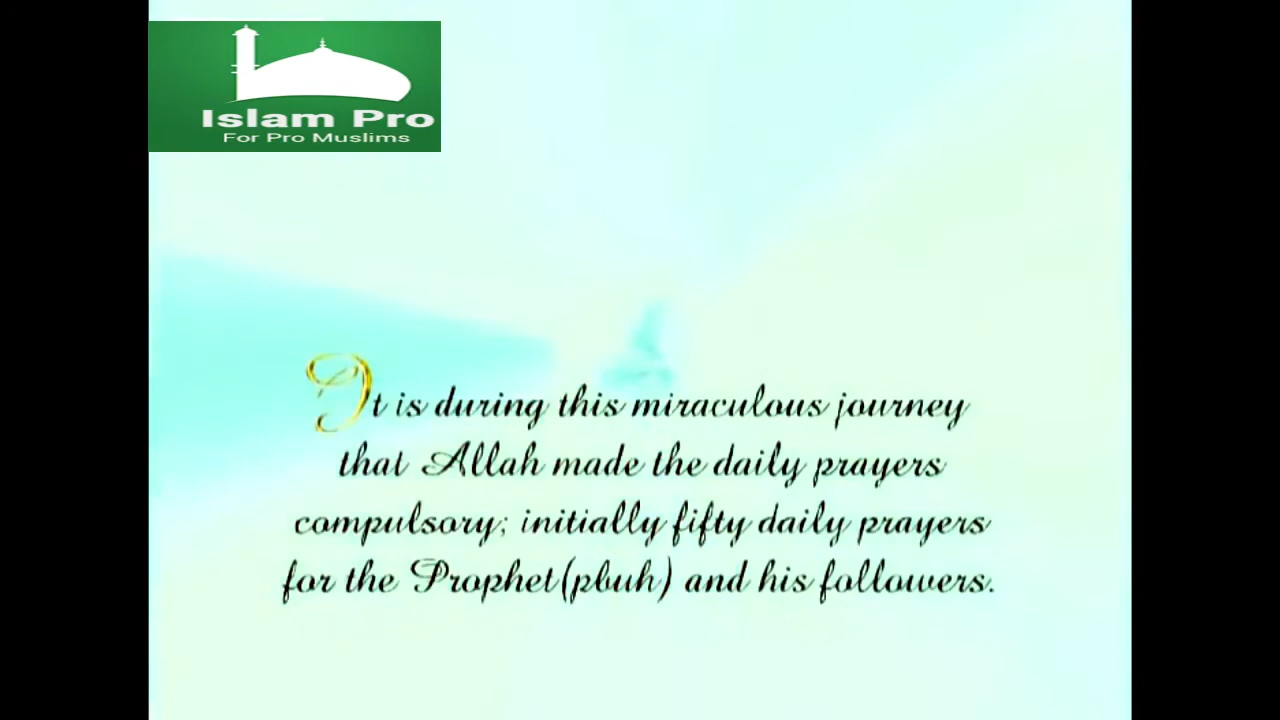 Islam Pro
For Pro Muslims
It is during this miraculous journey
that Allah made the daily prayers
compulsory; initially fifty daily prayers
for the Prophet(pbuh) and his followers.